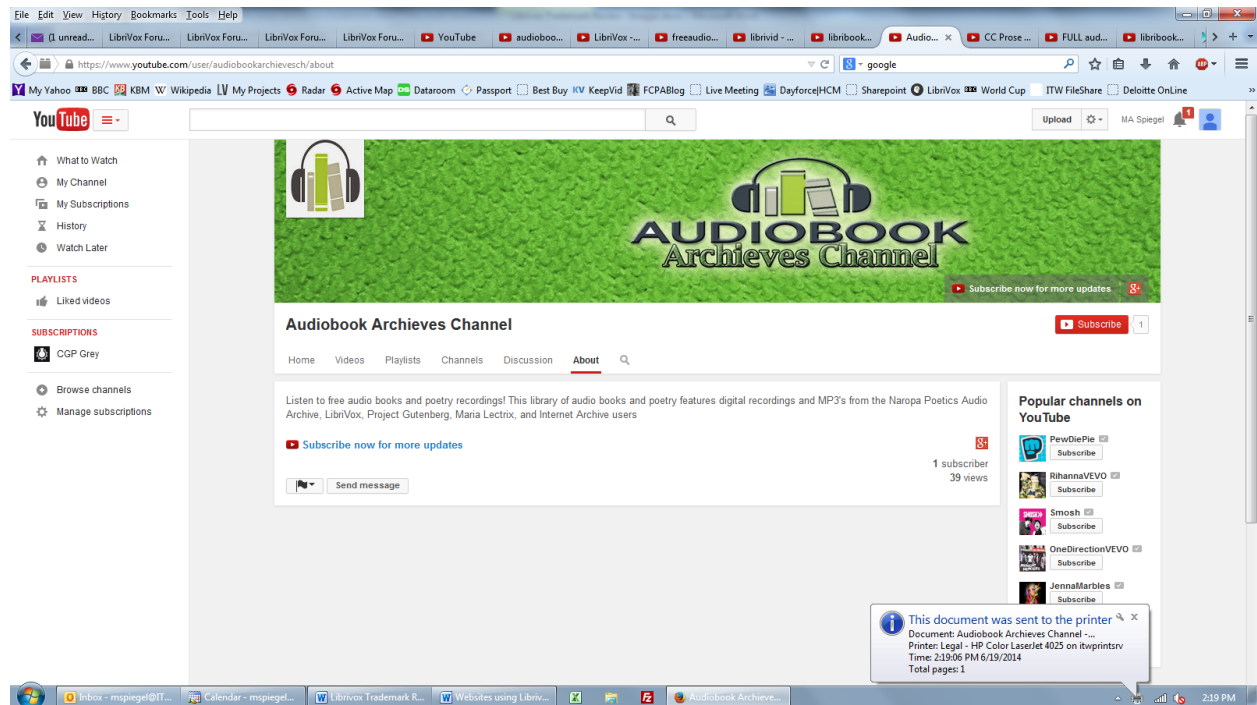 File Edit View History Bookmarks Tools Help
(1 unread... LibriVox Foru... LibriVox Foru... LibriVox Foru... LibriVox Foru... YouTube audioboo... LibriVox -... freeaudio... librivid - ... libribook... Audio... × CC Prose ... FULL aud... libribook...
https://www.youtube.com/user/audiobookarchievesch/about google
My Yahoo BBC KBM Wikipedia My Projects Radar Active Map Dataroom Passport Best Buy KeepVid FCPABlog Live Meeting Dayforce|HCM Sharepoint LibriVox World Cup ITW FileShare Deloitte OnLine
YouTube Upload MA Spiegel 1
What to Watch
My Channel
My Subscriptions
History
Watch Later
PLAYLISTS
Liked videos
SUBSCRIPTIONS
CGP Grey
Browse channels
Manage subscriptions
AUDIOBOOK
Archieves Channel
Subscribe now for more updates
Audiobook Archieves Channel Subscribe 1
Home Videos Playlists Channels Discussion About
Listen to free audio books and poetry recordings! This library of audio books and poetry features digital recordings and MP3's from the Naropa Poetics Audio
Archive, LibriVox, Project Gutenberg, Maria Lectrix, and Internet Archive users
Subscribe now for more updates
1 subscriber
39 views
Send message
Popular channels on
YouTube
PewDiePie
Subscribe
RihannaVEVO
Subscribe
Smosh
Subscribe
OneDirectionVEVO
Subscribe
JennaMarbles
Subscribe
This document was sent to the printer
Document: Audiobook Archieves Channel -...
Printer: Legal - HP Color LaserJet 4025 on itwprintsrv
Time: 2:19:06 PM 6/19/2014
Total pages: 1
Inbox - mspiegel@IT... Calendar - mspiegel... Librivox Trademark R... Websites using Libriv... Audiobook Archieve... 2:19 PM